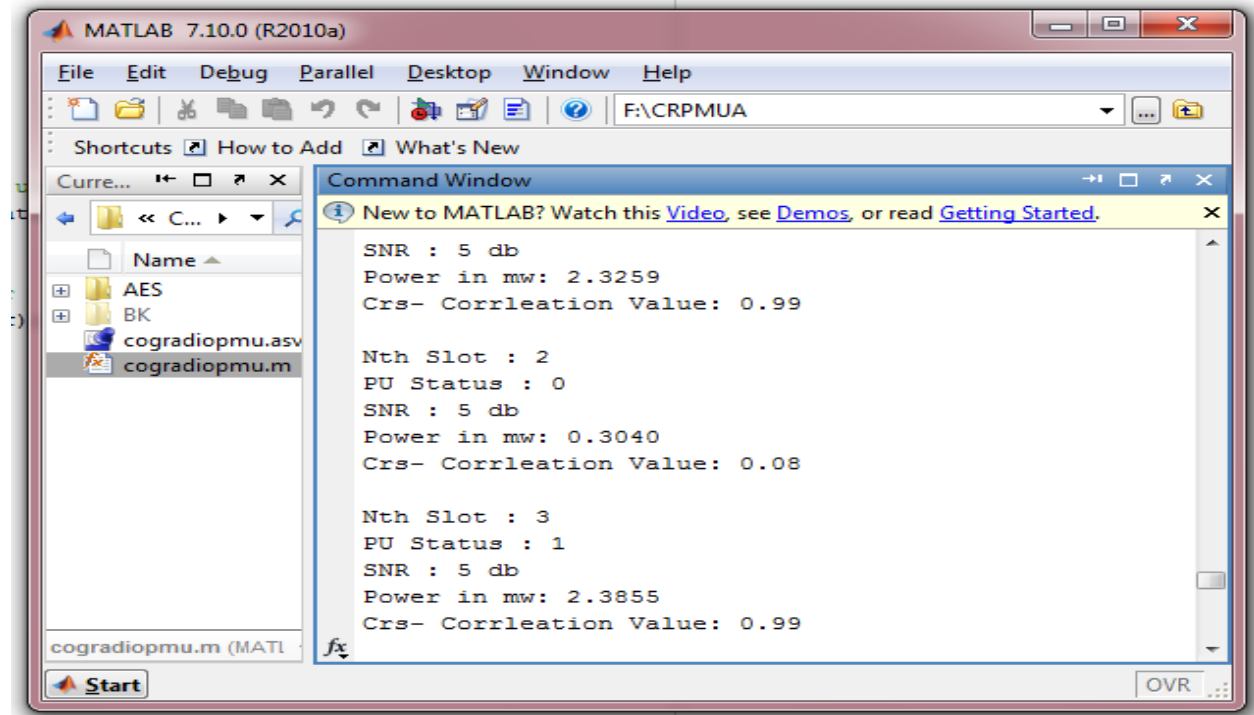 MATLAB 7.10.0 (R2010a)
File Edit Debug Parallel Desktop Window Help
F:\CRPMUA
Shortcuts How to Add What's New
Curre...
« C...
Name
AES
BK
cogradiopmu.asv
cogradiopmu.m
cogradiopmu.m (MATL
Command Window
New to MATLAB? Watch this Video, see Demos, or read Getting Started.
SNR : 5 db
Power in mw: 2.3259
Crs- Corrleation Value: 0.99
Nth Slot : 2
PU Status : 0
SNR : 5 db
Power in mw: 0.3040
Crs- Corrleation Value: 0.08
Nth Slot : 3
PU Status : 1
SNR : 5 db
Power in mw: 2.3855
Crs- Corrleation Value: 0.99
fx
Start
OVR